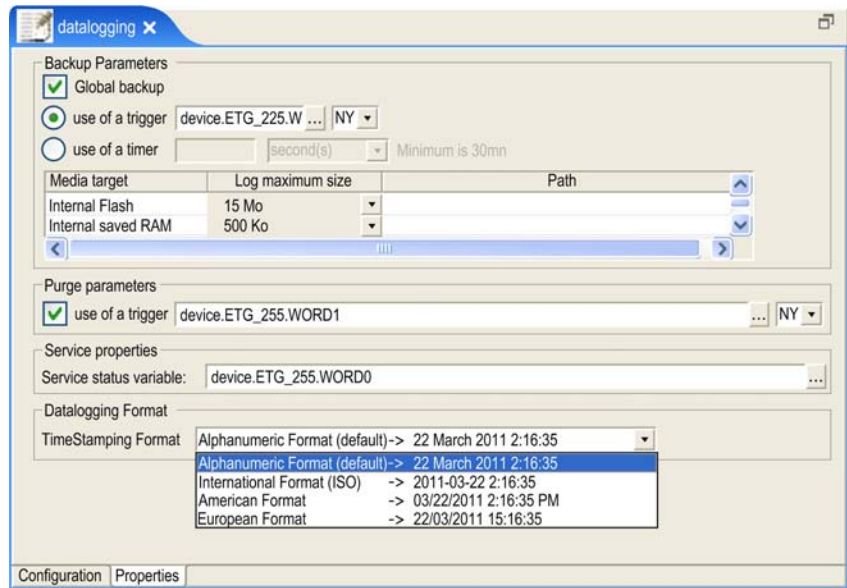 datalogging
Backup Parameters
Global backup
use of a trigger device.ETG_225.W ... NY
use of a timer second(s) Minimum is 30mn
Media target Log maximum size Path
Internal Flash 15 Mo
Internal saved RAM 500 Ko
Purge parameters
use of a trigger device.ETG_255.WORD1 ... NY
Service properties
Service status variable: device.ETG_255.WORD0 ...
Datalogging Format
TimeStamping Format Alphanumeric Format (default)-> 22 March 2011 2:16:35
Alphanumeric Format (default)-> 22 March 2011 2:16:35
International Format (ISO) -> 2011-03-22 2:16:35
American Format -> 03/22/2011 2:16:35 PM
European Format -> 22/03/2011 15:16:35
Configuration Properties